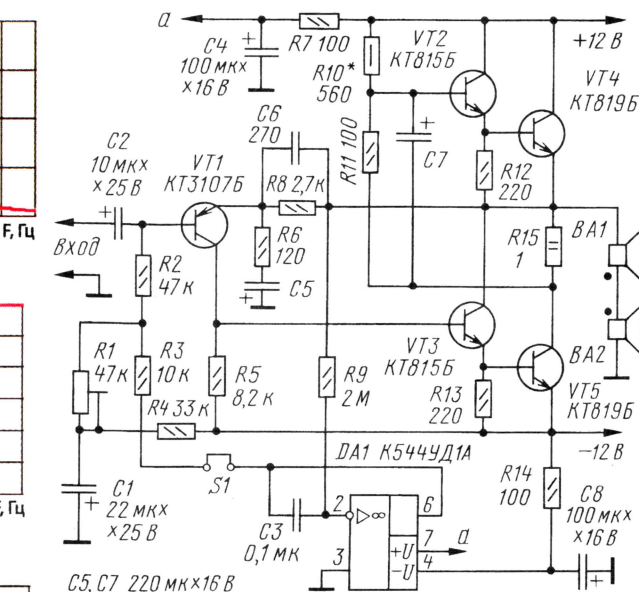 a
R7 100
VT2
КТ815Б
+12 В
C4
100 мк×
×16 В
R10*
560
VT4
КТ819Б
C6
270
R11 100
C7
C2
10 мк×
×25 В
VT1
КТ3107Б
R8 2,7к
R12
220
F, Гц
Вход
R6
120
R15
1
BA1
R2
47 к
C5
R1
47 к
R3
10 к
VT3
КТ815Б
BA2
R5
8,2 к
R9
2 М
VT5
КТ819Б
R4 33 к
R13
220
-12 В
F, Гц
S1
DA1 К544УД1А
R14
100
C8
100 мк×
×16 В
C1
22 мк×
×25 В
C3
0,1 мк
2
▷∞
6
7
a
3
+U
-U
4
C5, C7 220 мк×16 В